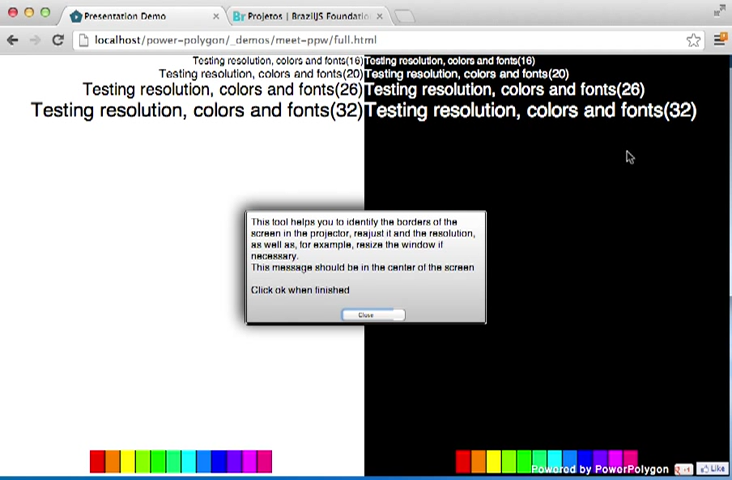 Presentation Demo
Br Projetos | BrazilJS Foundation
localhost/power-polygon/_demos/meet-ppw/full.html
Testing resolution, colors and fonts(16) Testing resolution, colors and fonts(16)
Testing resolution, colors and fonts(20) Testing resolution, colors and fonts(20)
Testing resolution, colors and fonts(26) Testing resolution, colors and fonts(26)
Testing resolution, colors and fonts(32) Testing resolution, colors and fonts(32)
This tool helps you to identify the borders of the
screen in the projector, reajust it and the resolution,
as well as, for example, resize the window if
necessary.
This message should be in the center of the screen
Click ok when finished
Close
Powered by PowerPolygon
+1
Like